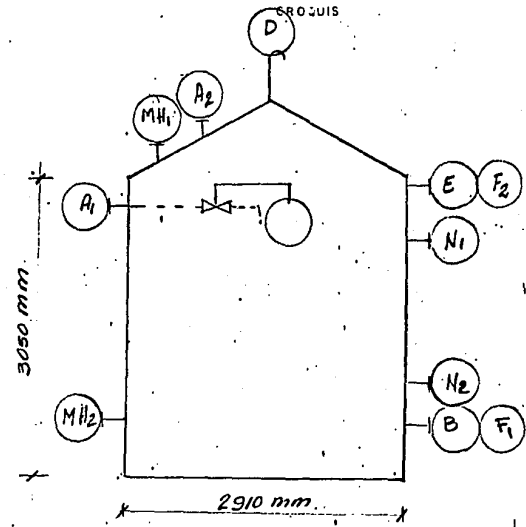 CROQUIS
D
A2
MH1
A1
E F2
N1
3050 mm
N2
MH2
B F1
2910 mm